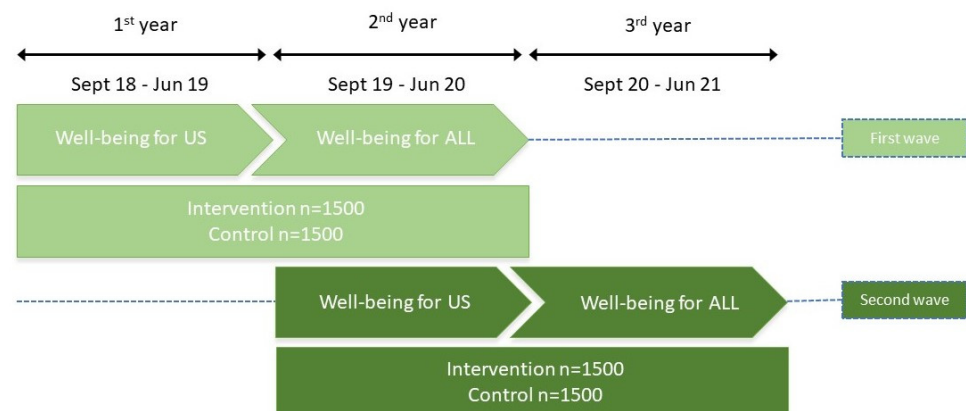 1st year
2nd year
3rd year
Sept 18 - Jun 19
Sept 19 - Jun 20
Sept 20 - Jun 21
Well-being for US
Well-being for ALL
First wave
Intervention n=1500
Control n=1500
Well-being for US
Well-being for ALL
Second wave
Intervention n=1500
Control n=1500